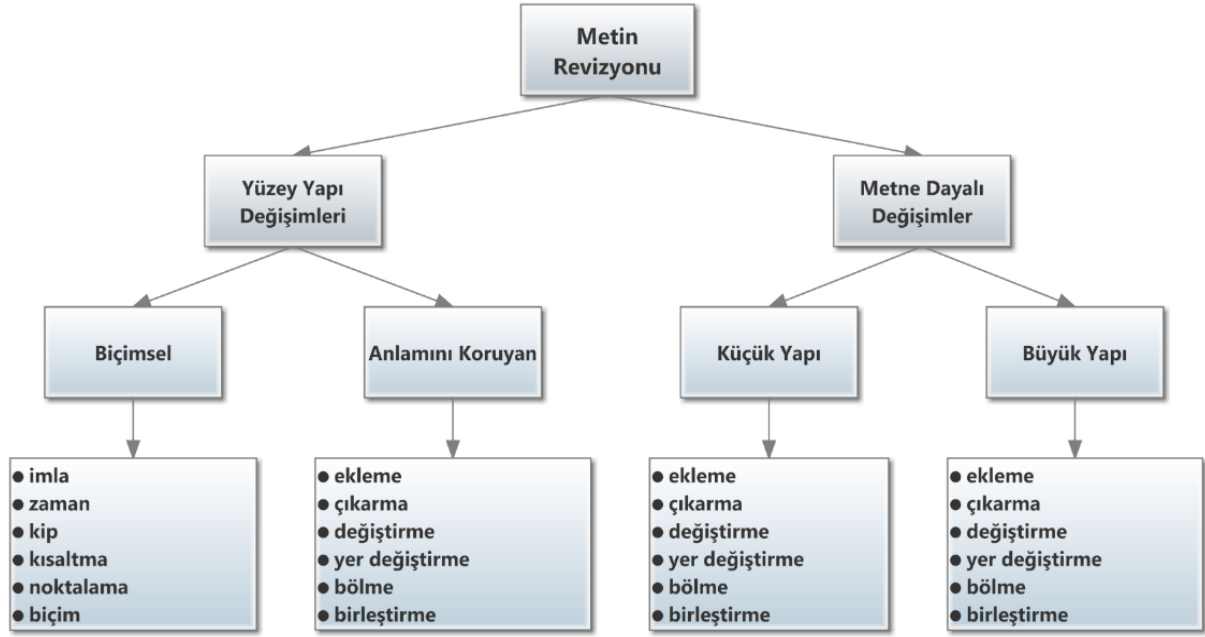 Metin
Revizyonu
Yüzey Yapı
Değişimleri
Metne Dayalı
Değişimler
Biçimsel
Anlamını Koruyan
Küçük Yapı
Büyük Yapı
● imla
● zaman
● kip
● kısaltma
● noktalama
● biçim
● ekleme
● çıkarma
● değiştirme
● yer değiştirme
● bölme
● birleştirme
● ekleme
● çıkarma
● değiştirme
● yer değiştirme
● bölme
● birleştirme
● ekleme
● çıkarma
● değiştirme
● yer değiştirme
● bölme
● birleştirme